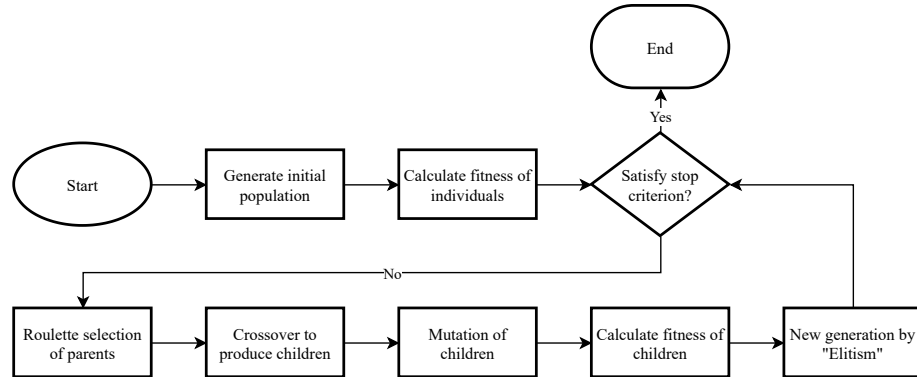 End
Yes
Start
Generate initial
population
Calculate fitness of
individuals
Satisfy stop
criterion?
No
Roulette selection
of parents
Crossover to
produce children
Mutation of
children
Calculate fitness of
children
New generation by
"Elitism"